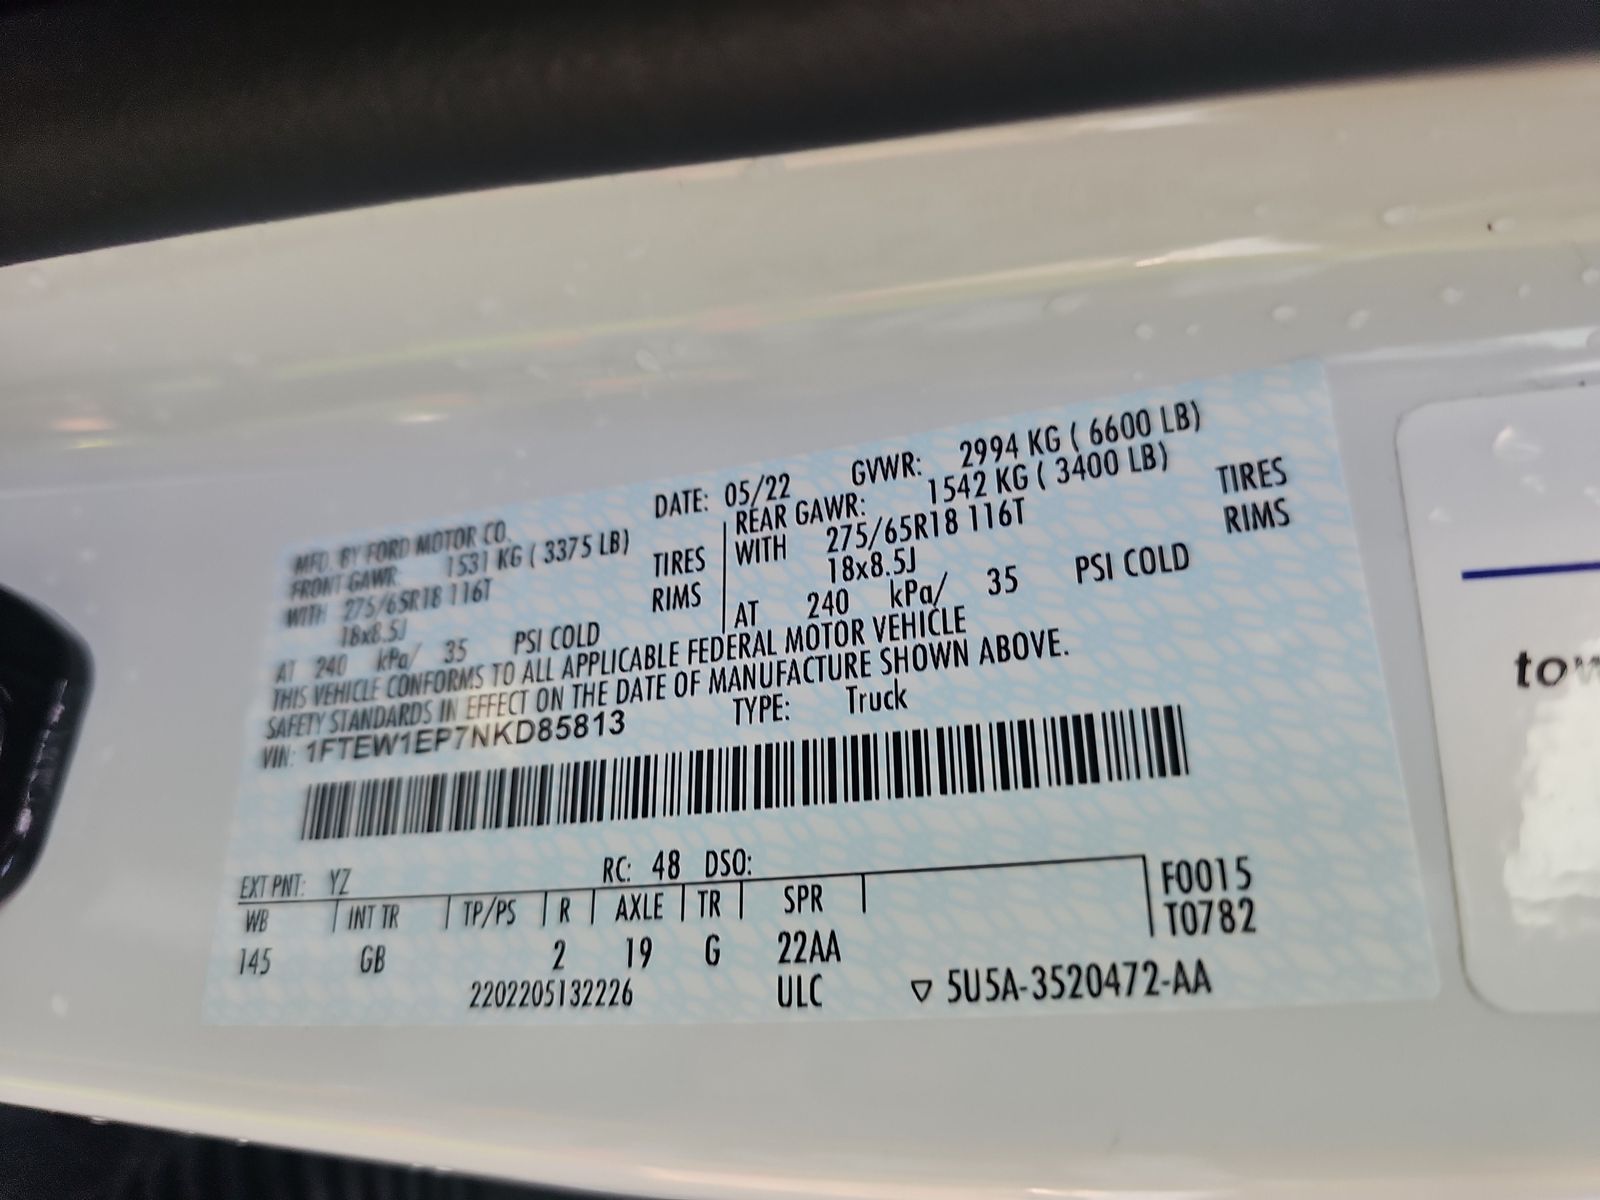 MFD. BY FORD MOTOR CO.
DATE: 05/22 GVWR: 2994 KG ( 6600 LB)
FRONT GAWR: 1531 KG ( 3375 LB)
WITH 275/65R18 116T TIRES
18x8.5J RIMS
AT 240 kPa/ 35 PSI COLD
REAR GAWR: 1542 KG ( 3400 LB)
WITH 275/65R18 116T TIRES
18x8.5J RIMS
AT 240 kPa/ 35 PSI COLD
THIS VEHICLE CONFORMS TO ALL APPLICABLE FEDERAL MOTOR VEHICLE
SAFETY STANDARDS IN EFFECT ON THE DATE OF MANUFACTURE SHOWN ABOVE.
VIN: 1FTEW1EP7NKD85813 TYPE: Truck
EXT PNT: YZ RC: 48 DSO:
WB INT TR TP/PS R AXLE TR SPR F0015
T0782
145 GB 2 19 G 22AA
2202205132226 ULC ▽ 5U5A-3520472-AA